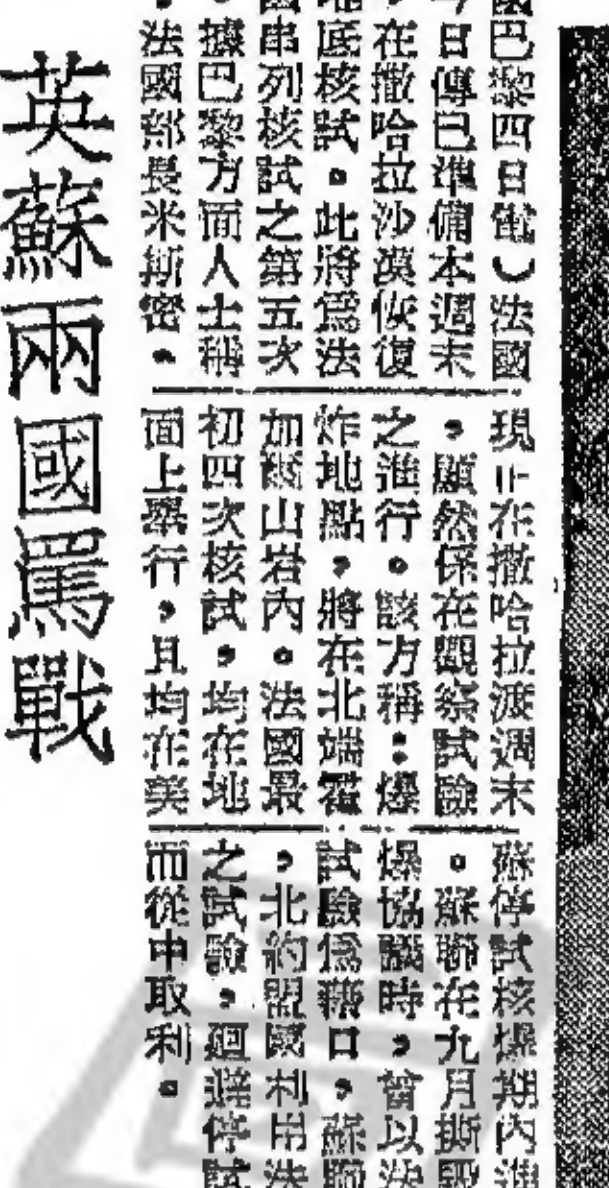 國巴黎四日電）法國
今日傳已準備本週末
，在撒哈拉沙漠恢復
地底核試。此將爲法
國串列核試之第五次
。據巴黎方面人士稱
，法國部長米斯密、
現正在撒哈拉渡週末
，顯然係在觀察試驗
之進行。該方稱：爆
炸地點，將在北端霍
加爾山岩內。法國最
初四次核試，均在地
面上舉行，且均在美
蘇停試核爆期內進
。蘇聯在九月撕毀
爆協議時，曾以法
試驗爲藉口，蘇聯
，北約盟國利用法
之試驗，迴避停試
而從中取利。
英蘇兩國罵戰